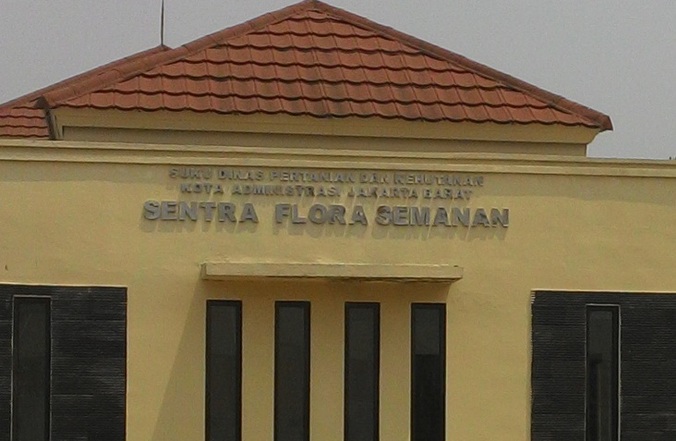 SUKU DINAS PERTANIAN DAN KEHUTANAN
KOTA ADMINISTRASI JAKARTA BARAT
SENTRA FLORA SEMANAN